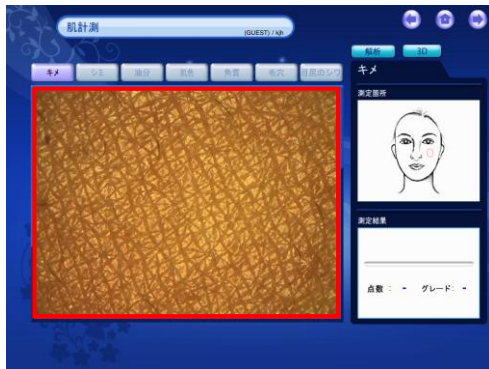 肌計測
(GUEST) / kjh
解析 3D
キメ シミ 油分 肌色 角質 毛穴 目尻のシワ
キメ
測定箇所
測定結果
点数 : - グレード: -